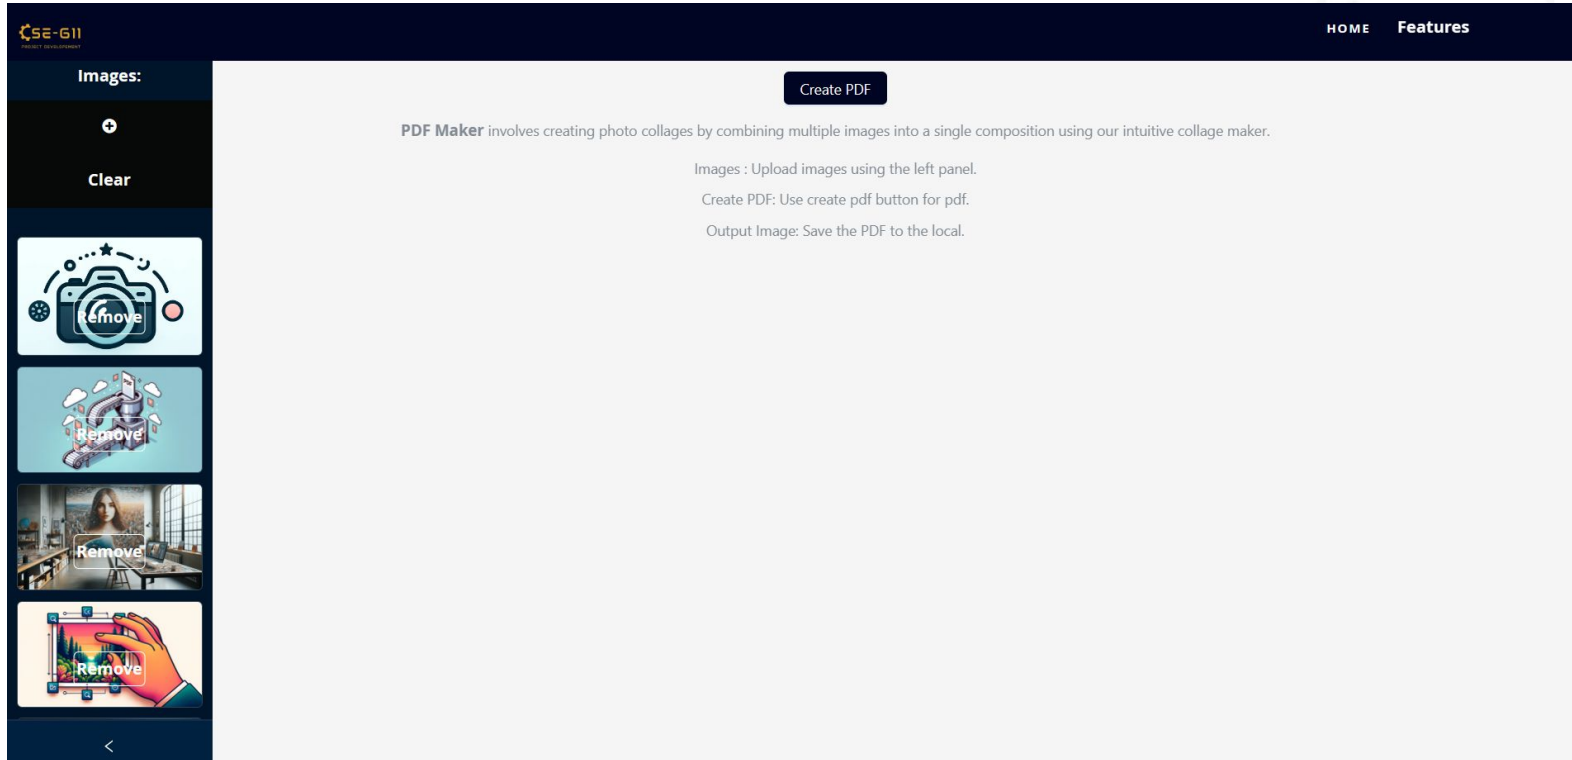 CSE-G11
PROJECT DEVELOPEMENT
HOME
Features
Images:
Clear
Create PDF
PDF Maker involves creating photo collages by combining multiple images into a single composition using our intuitive collage maker.
Images : Upload images using the left panel.
Create PDF: Use create pdf button for pdf.
Output Image: Save the PDF to the local.
Remove
Remove
Remove
Remove